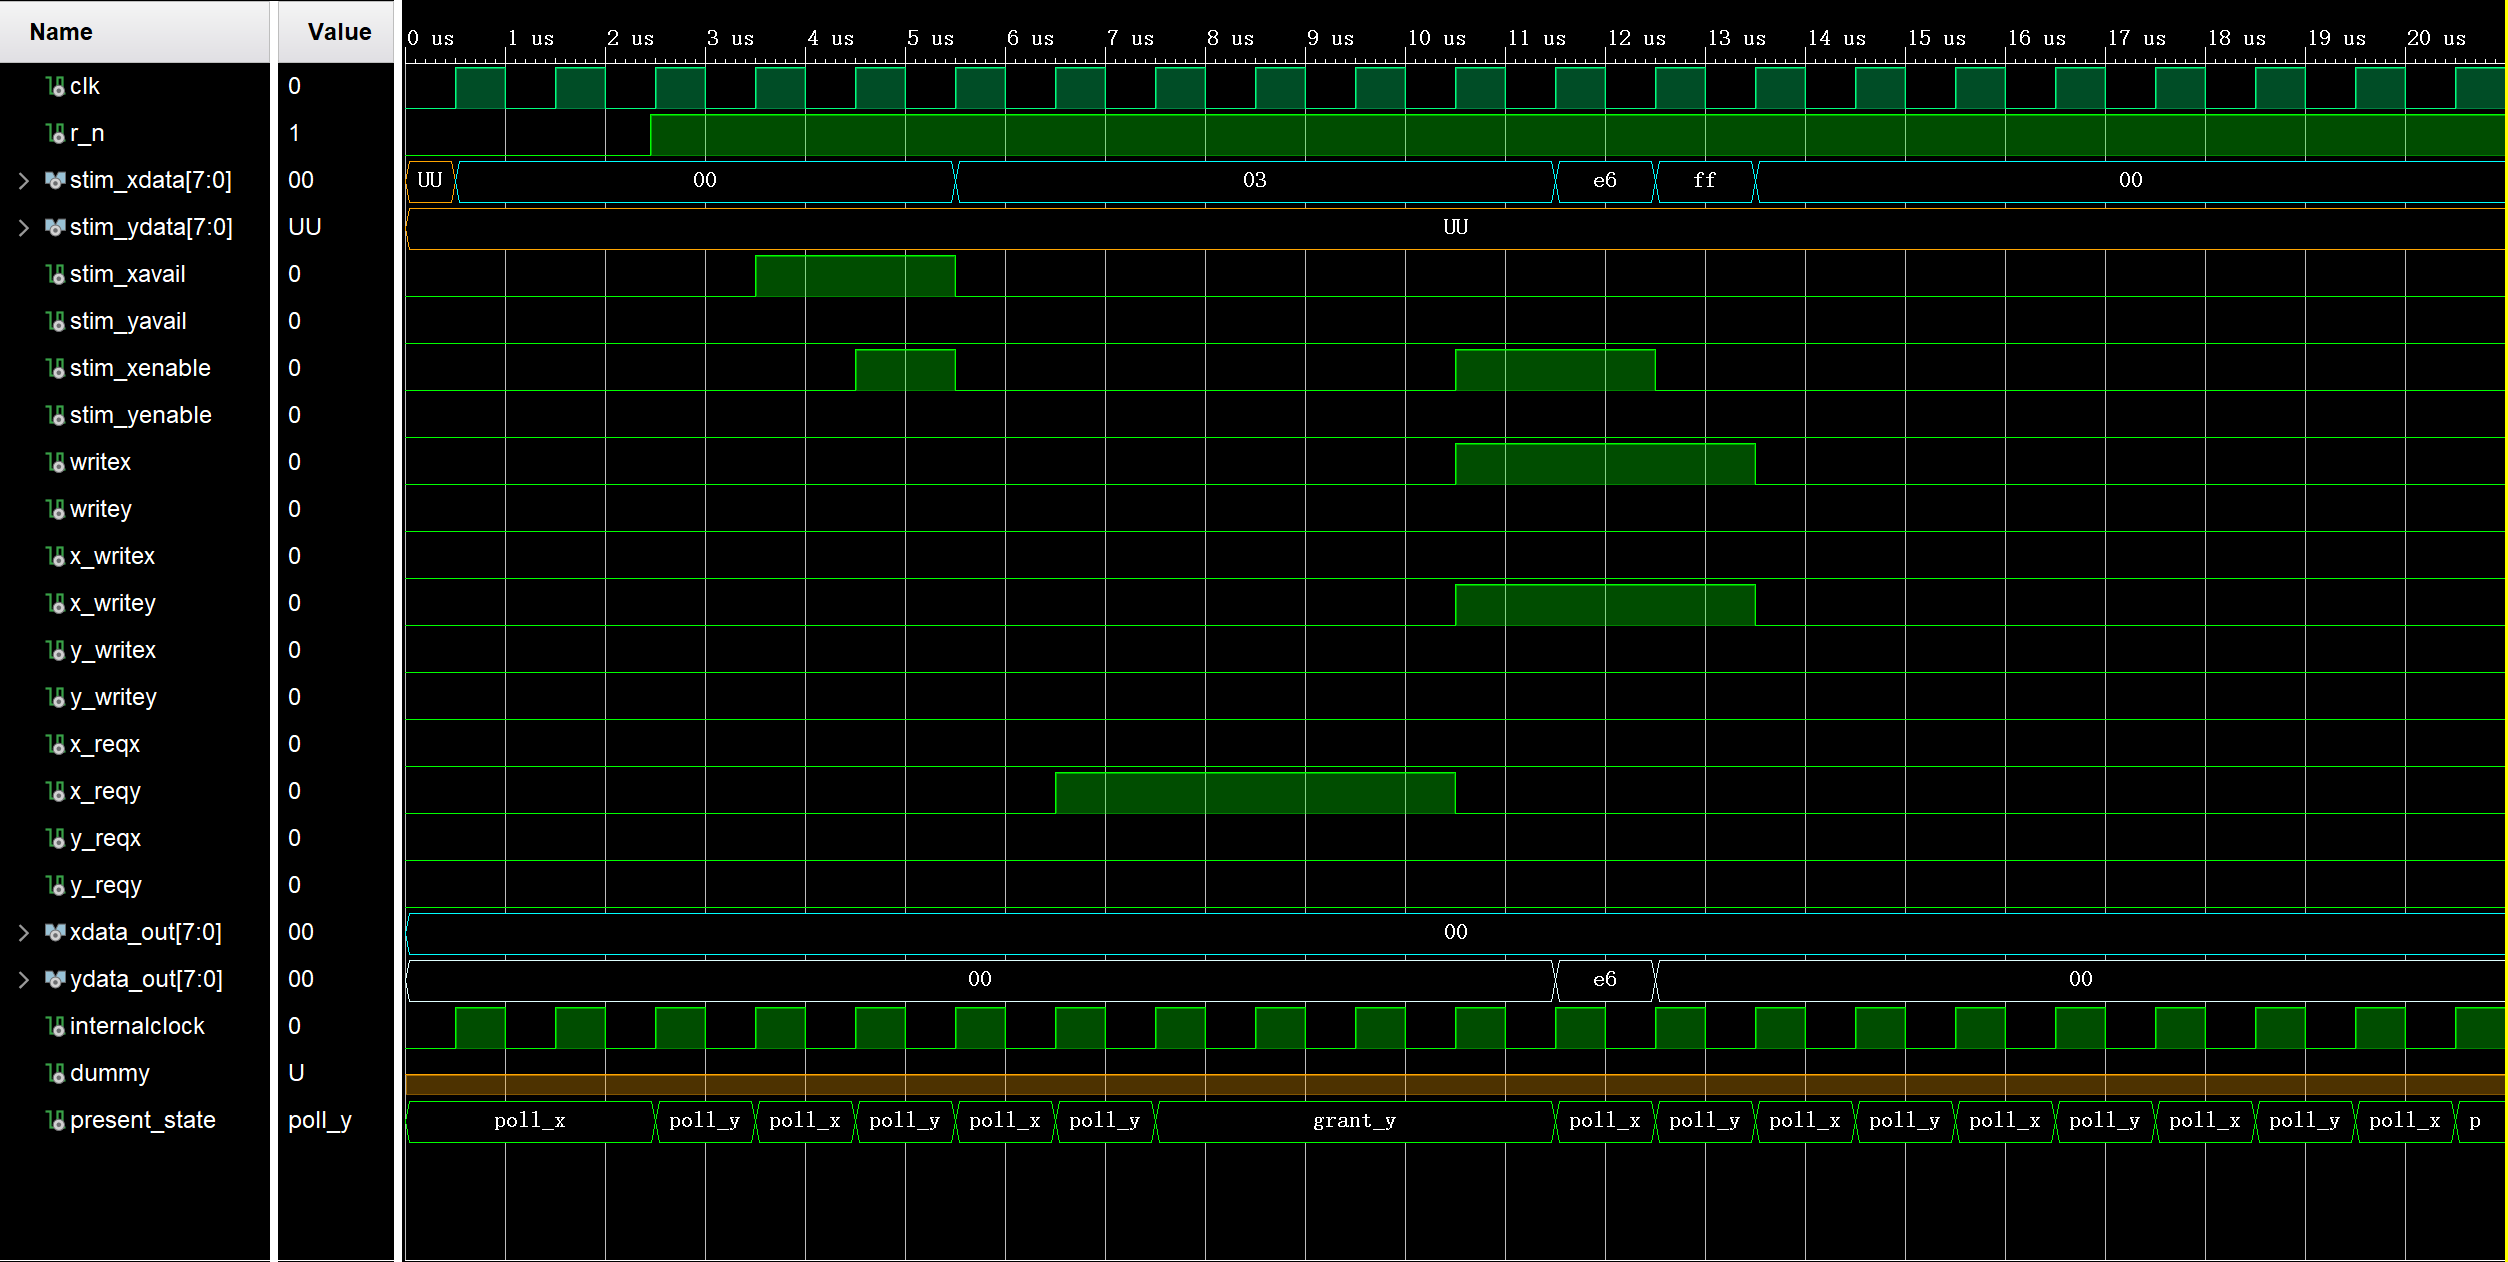 Name Value
0 us 1 us 2 us 3 us 4 us 5 us 6 us 7 us 8 us 9 us 10 us 11 us 12 us 13 us 14 us 15 us 16 us 17 us 18 us 19 us 20 us
clk 0
r_n 1
stim_xdata[7:0] 00 UU 00 03 e6 ff 00
stim_ydata[7:0] UU UU
stim_xavail 0
stim_yavail 0
stim_xenable 0
stim_yenable 0
writex 0
writey 0
x_writex 0
x_writey 0
y_writex 0
y_writey 0
x_reqx 0
x_reqy 0
y_reqx 0
y_reqy 0
xdata_out[7:0] 00 00
ydata_out[7:0] 00 00 e6 00
internalclock 0
dummy U
present_state poll_y poll_x poll_y poll_x poll_y poll_x poll_y grant_y poll_x poll_y poll_x poll_y poll_x poll_y poll_x poll_y poll_x p